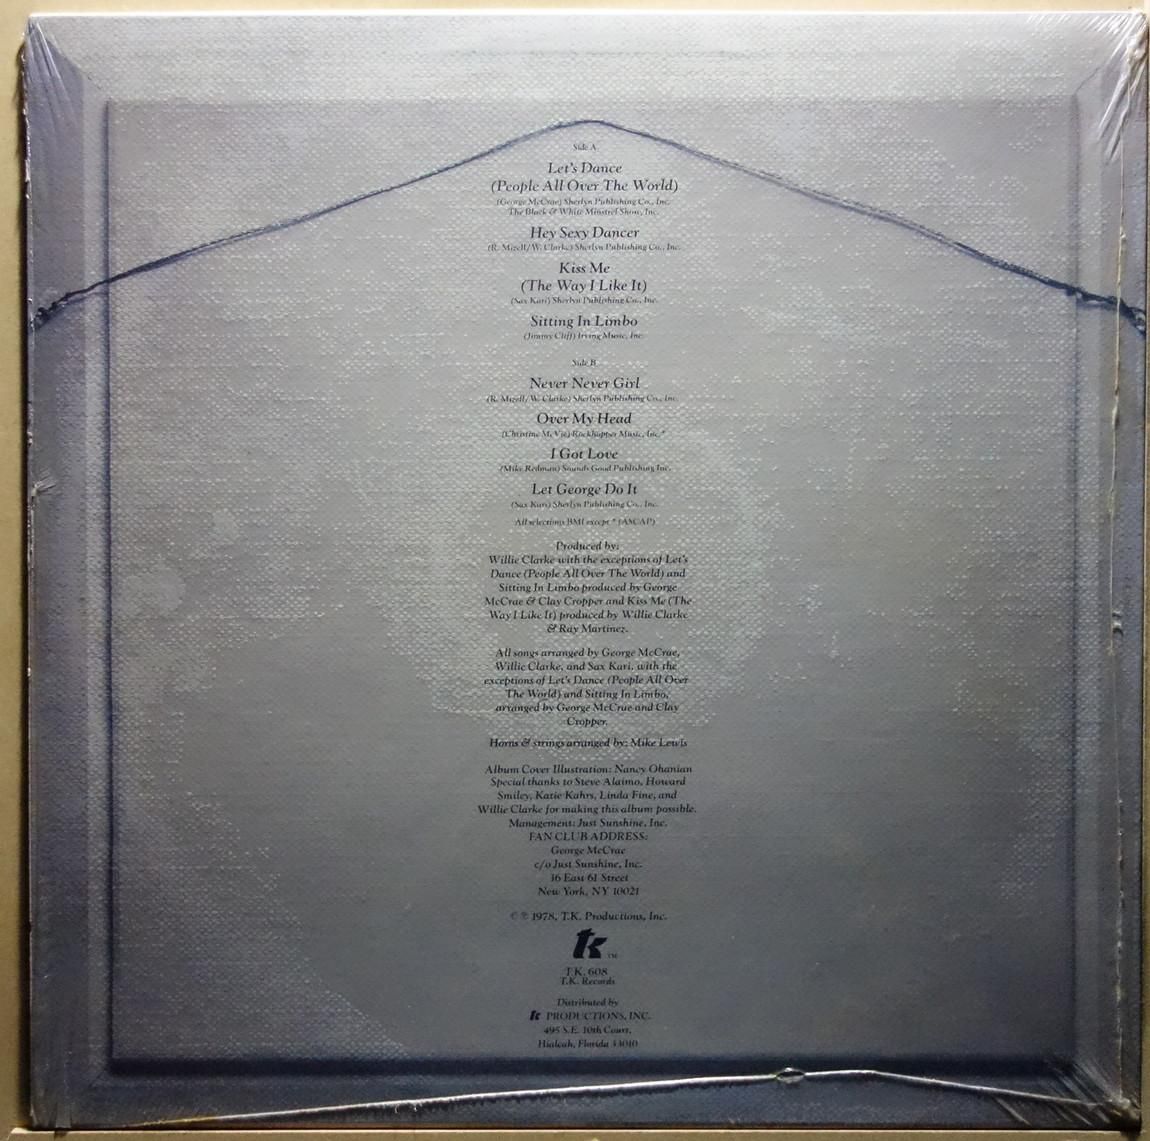 Side A
Let's Dance
(People All Over The World)
(George McCrae) Sherlyn Publishing Co., Inc.
The Black & White Minstrel Show, Inc.
Hey Sexy Dancer
(R. Mizell/W. Clarke) Sherlyn Publishing Co., Inc.
Kiss Me
(The Way I Like It)
(Sax Kari) Sherlyn Publishing Co., Inc.
Sitting In Limbo
(Jimmy Cliff) Irving Music, Inc.
Side B
Never Never Girl
(R. Mizell/W. Clarke) Sherlyn Publishing Co., Inc.
Over My Head
(Christine McVie) Rockhopper Music, Inc.*
I Got Love
(Mike Redman) Sounds Good Publishing Inc.
Let George Do It
(Sax Kari) Sherlyn Publishing Co., Inc.
All selections BMI except * (ASCAP)
Produced by:
Willie Clarke with the exceptions of Let's
Dance (People All Over The World) and
Sitting In Limbo produced by George
McCrae & Clay Cropper and Kiss Me (The
Way I Like It) produced by Willie Clarke
& Ray Martinez.
All songs arranged by George McCrae,
Willie Clarke, and Sax Kari, with the
exceptions of Let's Dance (People All Over
The World) and Sitting In Limbo,
arranged by George McCrae and Clay
Cropper.
Horns & strings arranged by: Mike Lewis
Album Cover Illustration: Nancy Ohanian
Special thanks to Steve Alaimo, Howard
Smiley, Katie Kahrs, Linda Fine, and
Willie Clarke for making this album possible.
Management: Just Sunshine, Inc.
FAN CLUB ADDRESS:
George McCrae
c/o Just Sunshine, Inc.
16 East 61 Street
New York, NY 10021
© ℗ 1978, T.K. Productions, Inc.
tk ™
T.K. 608
T.K. Records
Distributed by
tk PRODUCTIONS, INC.
495 S.E. 10th Court,
Hialeah, Florida 33010